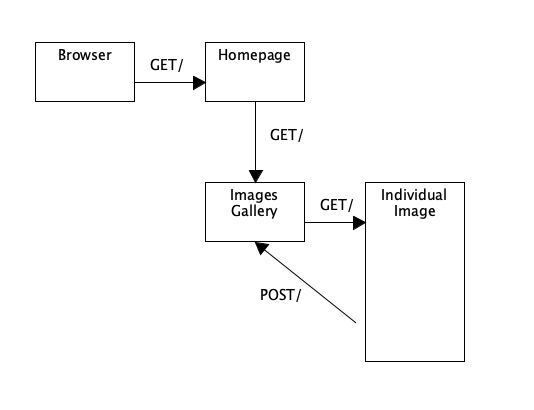 Browser
GET/
Homepage
GET/
Images
Gallery
GET/
Individual
Image
POST/